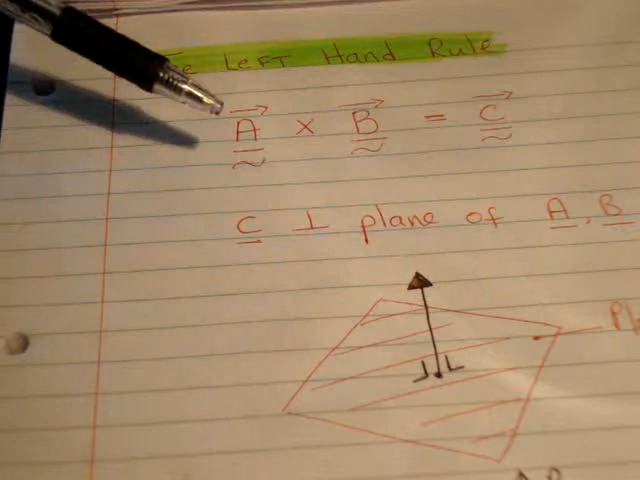 Left Hand Rule
A × B = C
C ⊥ plane of A, B